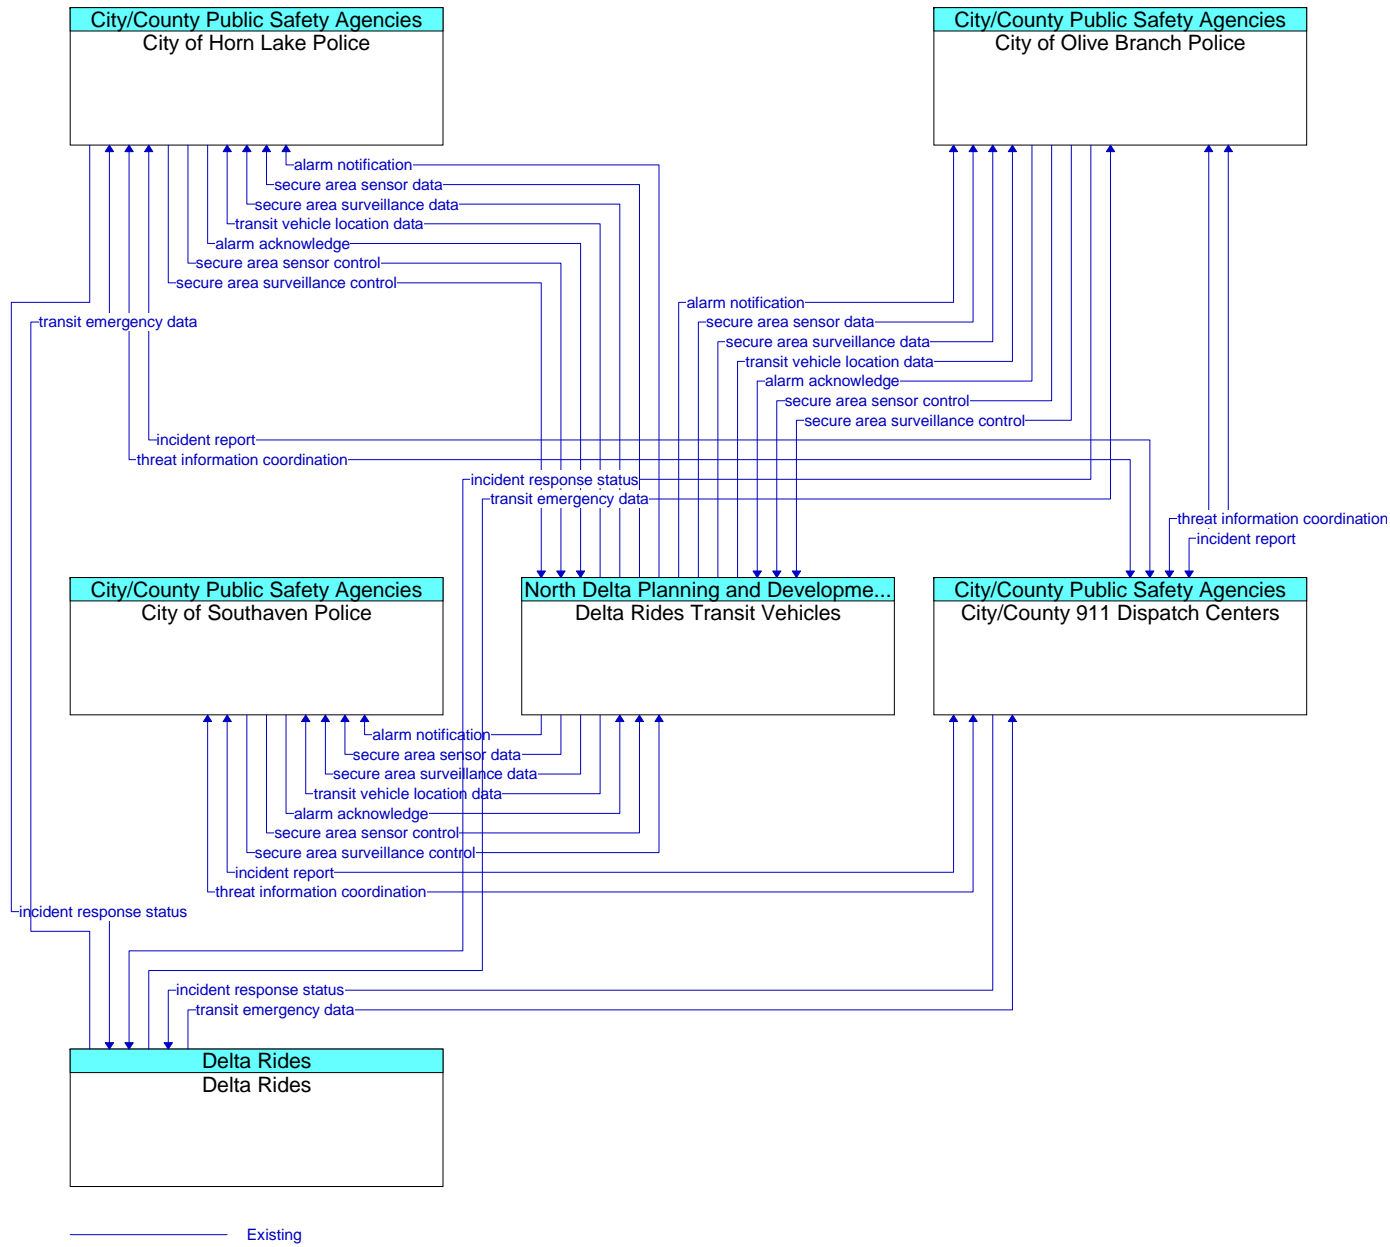 City/County Public Safety Agencies
City of Horn Lake Police
City/County Public Safety Agencies
City of Olive Branch Police
alarm notification
secure area sensor data
secure area surveillance data
transit vehicle location data
alarm acknowledge
secure area sensor control
secure area surveillance control
alarm notification
transit emergency data
secure area sensor data
secure area surveillance data
transit vehicle location data
alarm acknowledge
secure area sensor control
secure area surveillance control
incident report
threat information coordination
incident response status
transit emergency data
threat information coordination
incident report
City/County Public Safety Agencies
City of Southaven Police
North Delta Planning and Developme...
Delta Rides Transit Vehicles
City/County Public Safety Agencies
City/County 911 Dispatch Centers
alarm notification
secure area sensor data
secure area surveillance data
transit vehicle location data
alarm acknowledge
secure area sensor control
secure area surveillance control
incident report
threat information coordination
incident response status
incident response status
transit emergency data
Delta Rides
Delta Rides
Existing